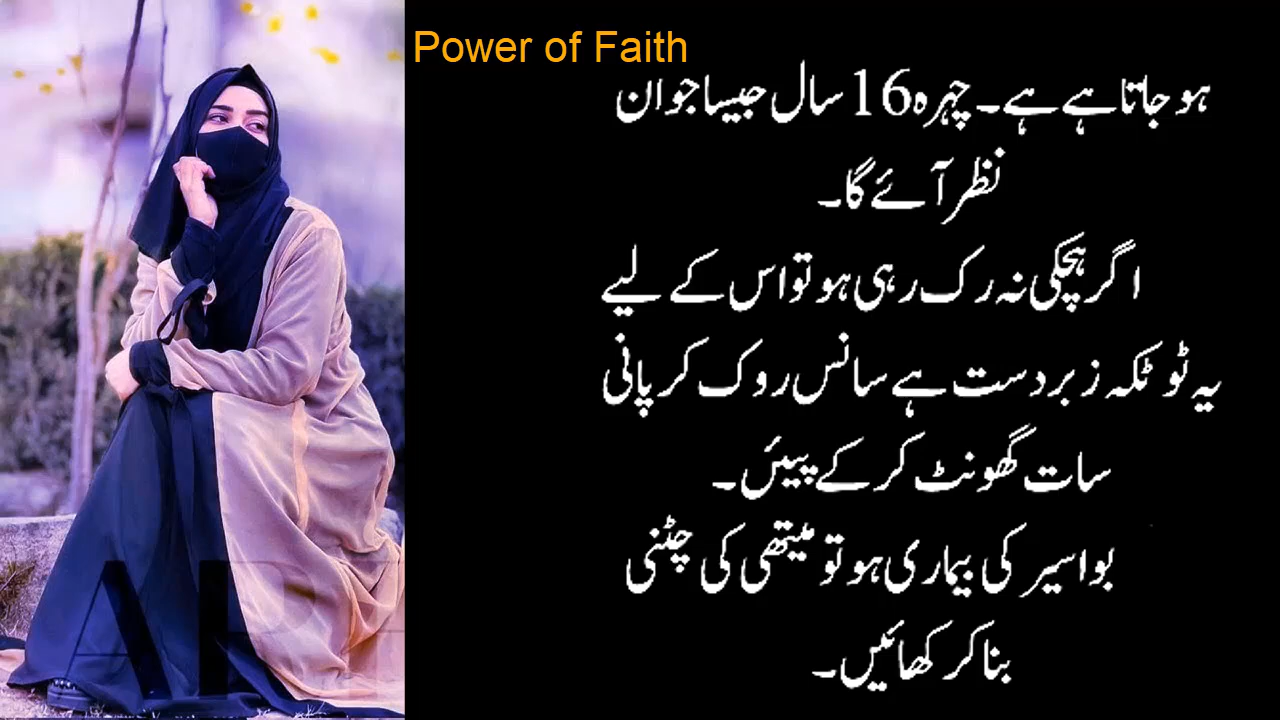 Power of Faith
ہو جاتا ہے ہے۔ چہرہ 16 سال جیسا جوان
نظر آئے گا۔
اگر ہچکی نہ رک رہی ہو تو اس کے لیے
یہ ٹوٹکہ زبردست ہے سانس روک کر پانی
سات گھونٹ کر کے پیئں۔
بواسیر کی بیماری ہو تو میتھی کی چٹنی
بنا کر کھائیں۔